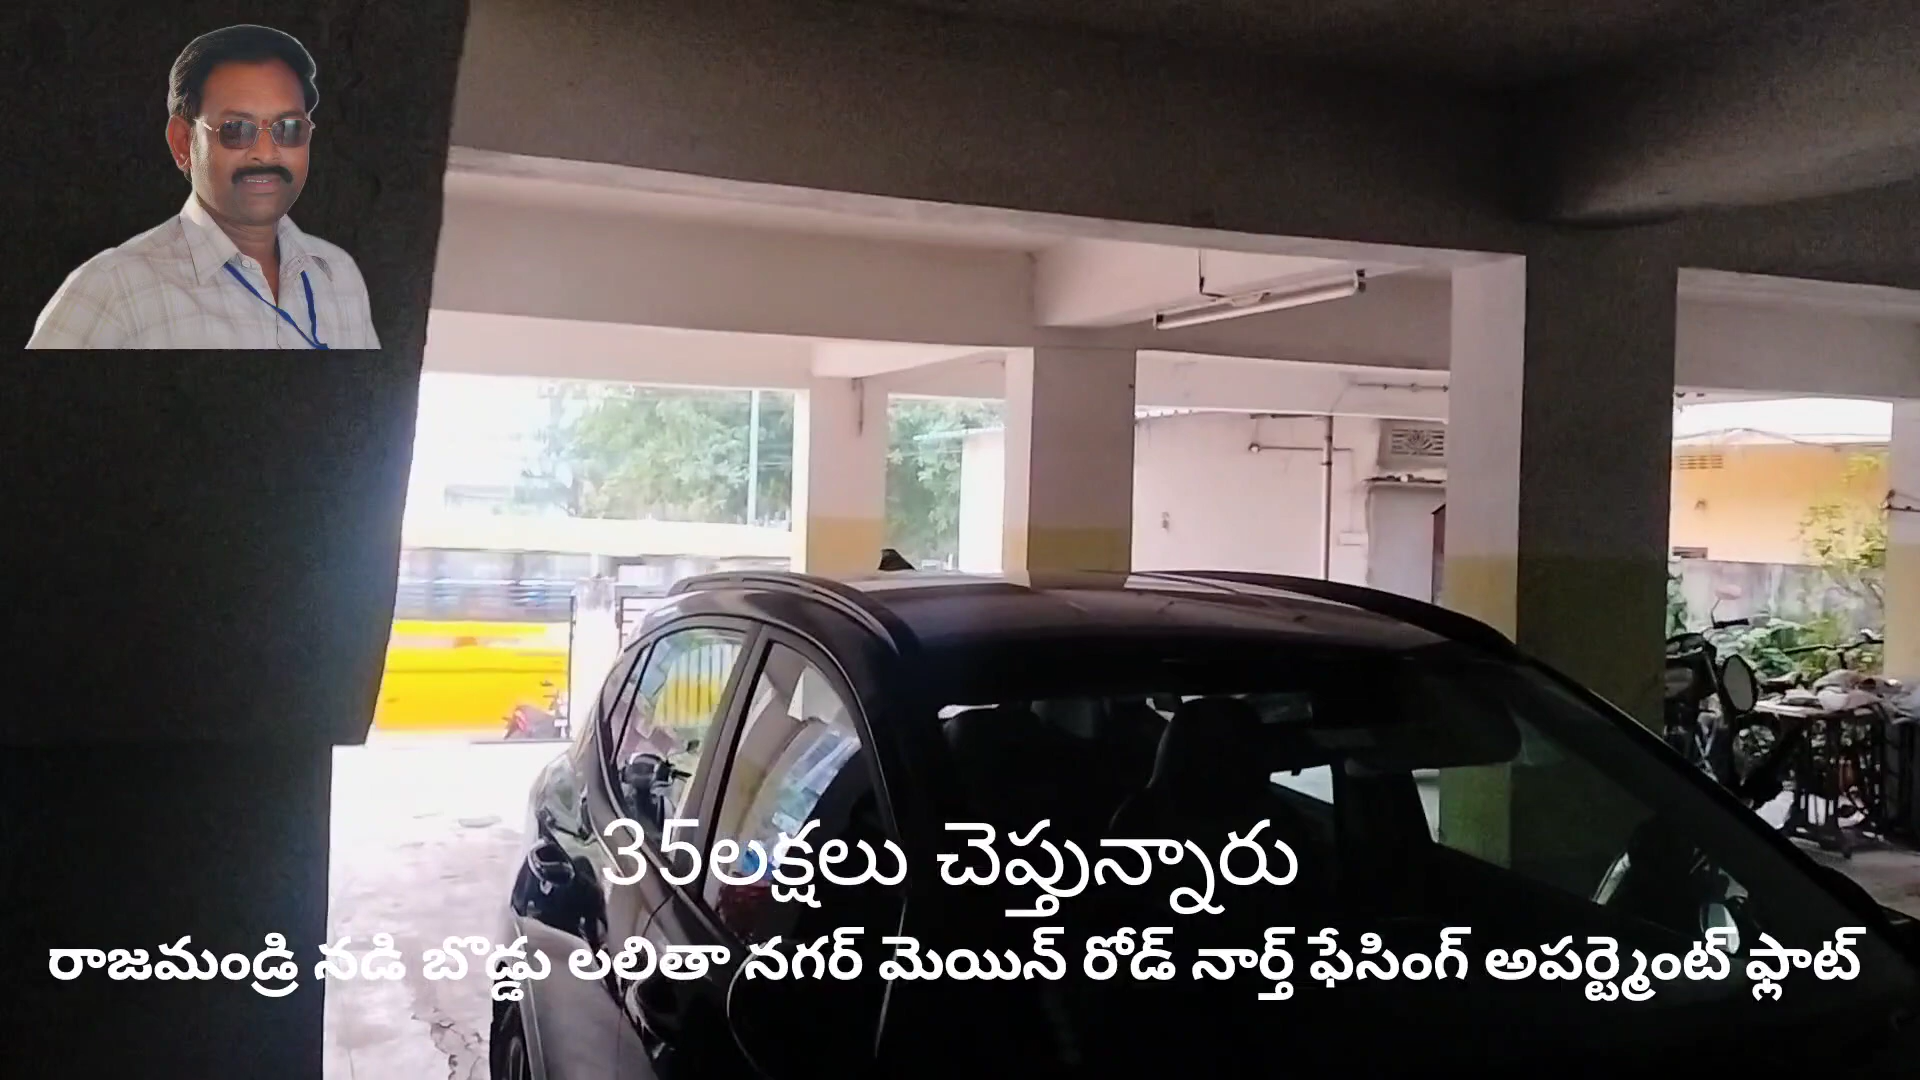 35లక్షలు చెప్తున్నారు
రాజమండ్రి నడి బొడ్డు లలితా నగర్ మెయిన్ రోడ్ నార్త్ ఫేసింగ్ అపర్ట్మెంట్ ఫ్లాట్